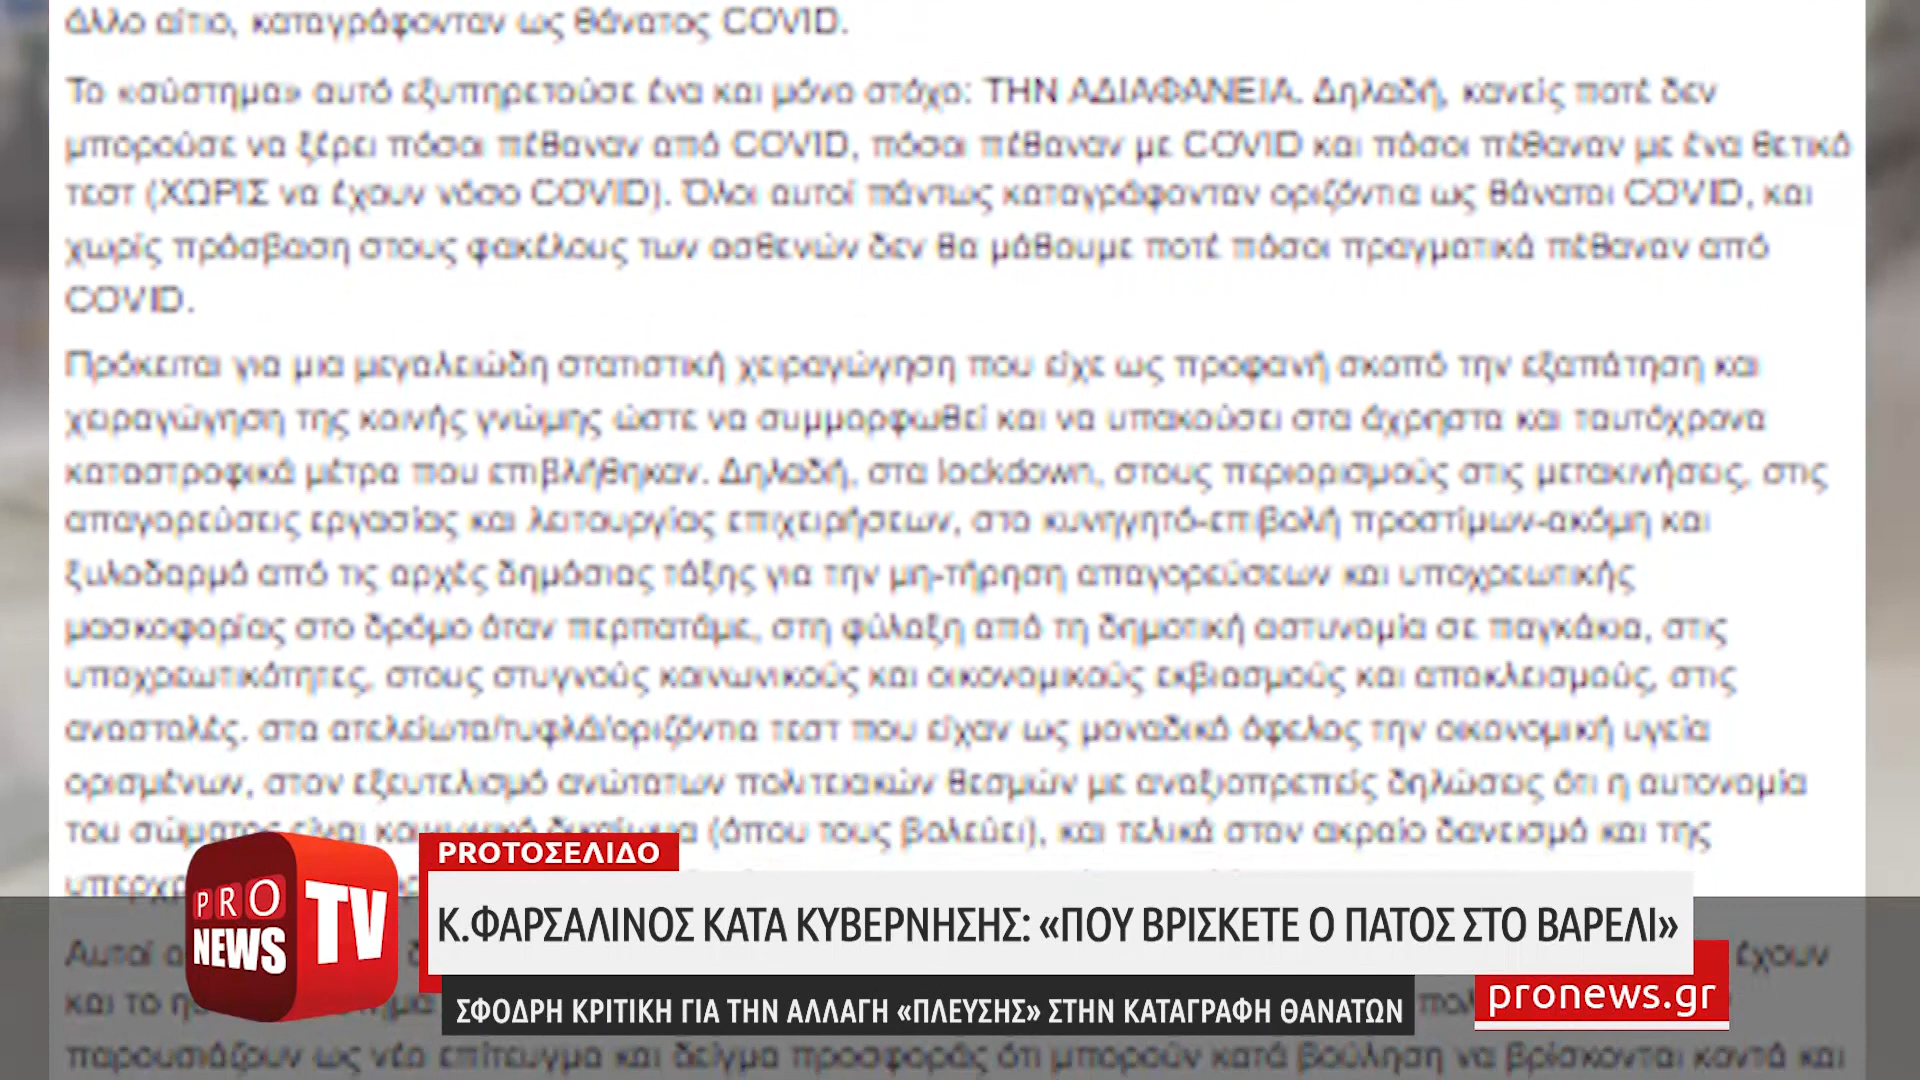 άλλο αίτιο, καταγράφονταν ως θάνατος COVID.
Το «σύστημα» αυτό εξυπηρετούσε ένα και μόνο στόχο: ΤΗΝ ΑΔΙΑΦΑΝΕΙΑ. Δηλαδή, κανείς ποτέ δεν
μπορούσε να ξέρει πόσοι πέθαναν από COVID, πόσοι πέθαναν με COVID και πόσοι πέθαναν με ένα θετικό
τεστ (ΧΩΡΙΣ να έχουν νόσο COVID). Όλοι αυτοί πάντως καταγράφονταν οριζόντια ως θάνατοι COVID, και
χωρίς πρόσβαση στους φακέλους των ασθενών δεν θα μάθουμε ποτέ πόσοι πραγματικά πέθαναν από
COVID.
Πρόκειται για μια μεγαλειώδη στατιστική χειραγώγηση που είχε ως προφανή σκοπό την εξαπάτηση και
χειραγώγηση της κοινής γνώμης ώστε να συμμορφωθεί και να υπακούσει στα άχρηστα και ταυτόχρονα
καταστροφικά μέτρα που επιβλήθηκαν. Δηλαδή, στα lockdown, στους περιορισμούς στις μετακινήσεις, στις
απαγορεύσεις εργασίας και λειτουργίας επιχειρήσεων, στο κυνηγητό-επιβολή προστίμων-ακόμη και
ξυλοδαρμό από τις αρχές δημόσιας τάξης για την μη-τήρηση απαγορεύσεων και υποχρεωτικής
μασκοφορίας στο δρόμο όταν περπατάμε, στη φύλαξη από τη δημοτική αστυνομία σε παγκάκια, στις
υποχρεωτικότητες, στους στυγνούς κοινωνικούς και οικονομικούς εκβιασμούς και αποκλεισμούς, στις
αναστολές. στα ατελείωτα/τυφλά/οριζόντια τεστ που είχαν ως μοναδικό όφελος την οικονομική υγεία
ορισμένων, στον εξευτελισμό ανώτατων πολιτειακών θεσμών με αναξιοπρεπείς δηλώσεις ότι η αυτονομία
του σώματος είναι κοινωνικό δικαίωμα (όπου τους βολεύει), και τελικά στον ακραίο δανεισμό και της
PROΤΟΣΕΛΙΔΟ
PRO
NEWS
TV
Κ.ΦΑΡΣΑΛΙΝΟΣ ΚΑΤΑ ΚΥΒΕΡΝΗΣΗΣ: «ΠΟΥ ΒΡΙΣΚΕΤΕ Ο ΠΑΤΟΣ ΣΤΟ ΒΑΡΕΛΙ»
Αυτοί έχουν
και το
ΣΦΟΔΡΗ ΚΡΙΤΙΚΗ ΓΙΑ ΤΗΝ ΑΛΛΑΓΗ «ΠΛΕΥΣΗΣ» ΣΤΗΝ ΚΑΤΑΓΡΑΦΗ ΘΑΝΑΤΩΝ
pronews.gr
παρουσιάζουν ως νέο επίτευγμα και δείγμα προσφοράς ότι μπορούν κατά βούληση να βρίσκονται κοντά και